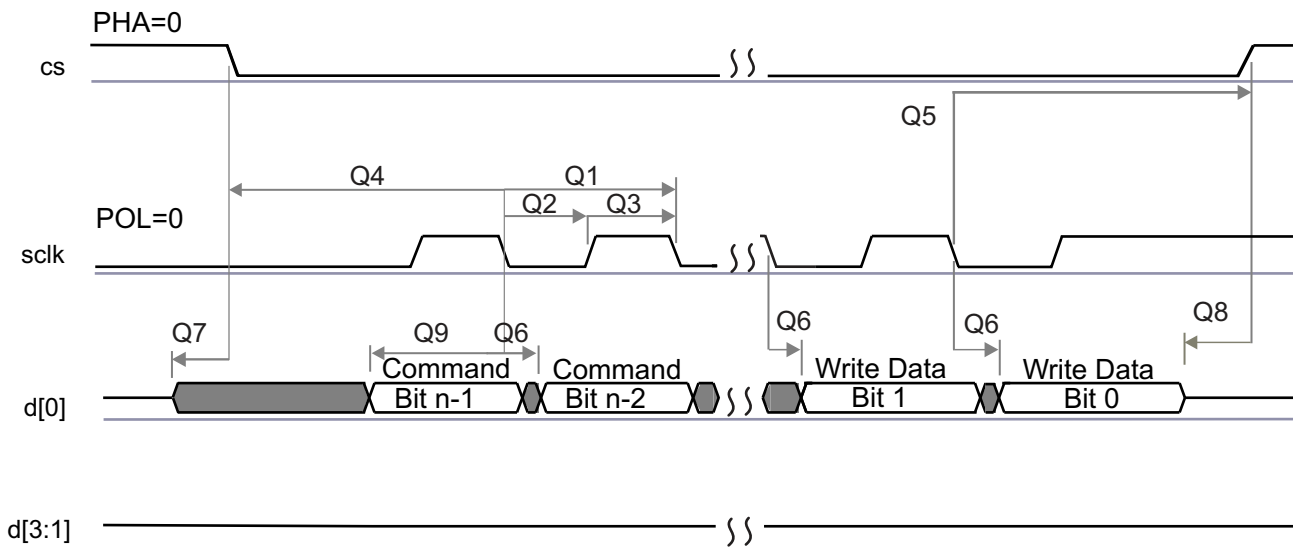 PHA=0
cs
Q5
Q4
Q1
Q2
Q3
POL=0
sclk
Q7
Q9
Q6
Q6
Q6
Q8
Command
Command
Write Data
Write Data
d[0]
Bit n-1
Bit n-2
Bit 1
Bit 0
d[3:1]